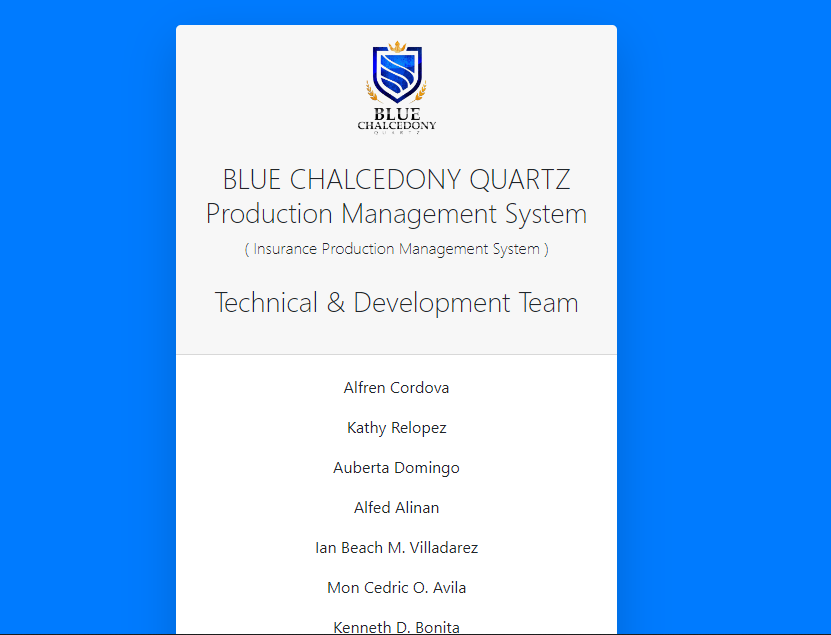 BLUE
CHALCEDONY
QUARTZ
BLUE CHALCEDONY QUARTZ
Production Management System
( Insurance Production Management System )
Technical & Development Team
Alfren Cordova
Kathy Relopez
Auberta Domingo
Alfed Alinan
Ian Beach M. Villadarez
Mon Cedric O. Avila
Kenneth D. Bonita